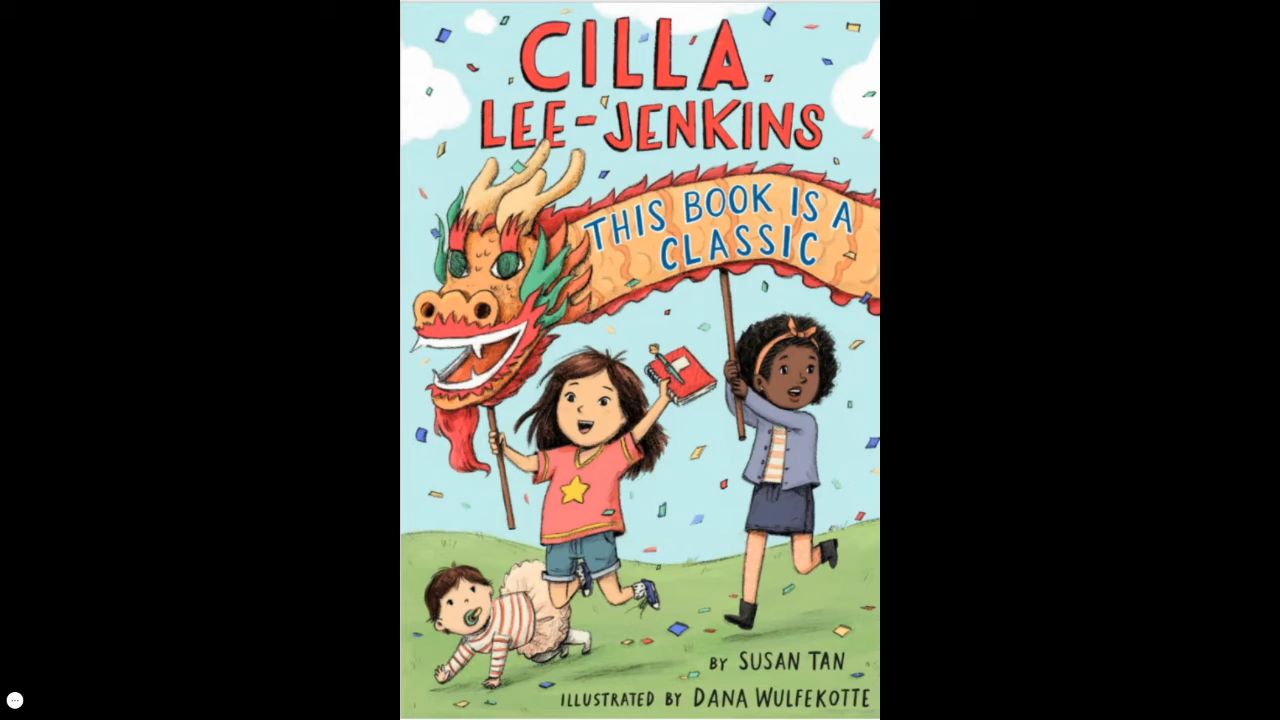 CILLA
LEE-JENKINS
THIS BOOK IS A
CLASSIC
BY SUSAN TAN
ILLUSTRATED BY DANA WULFEKOTTE